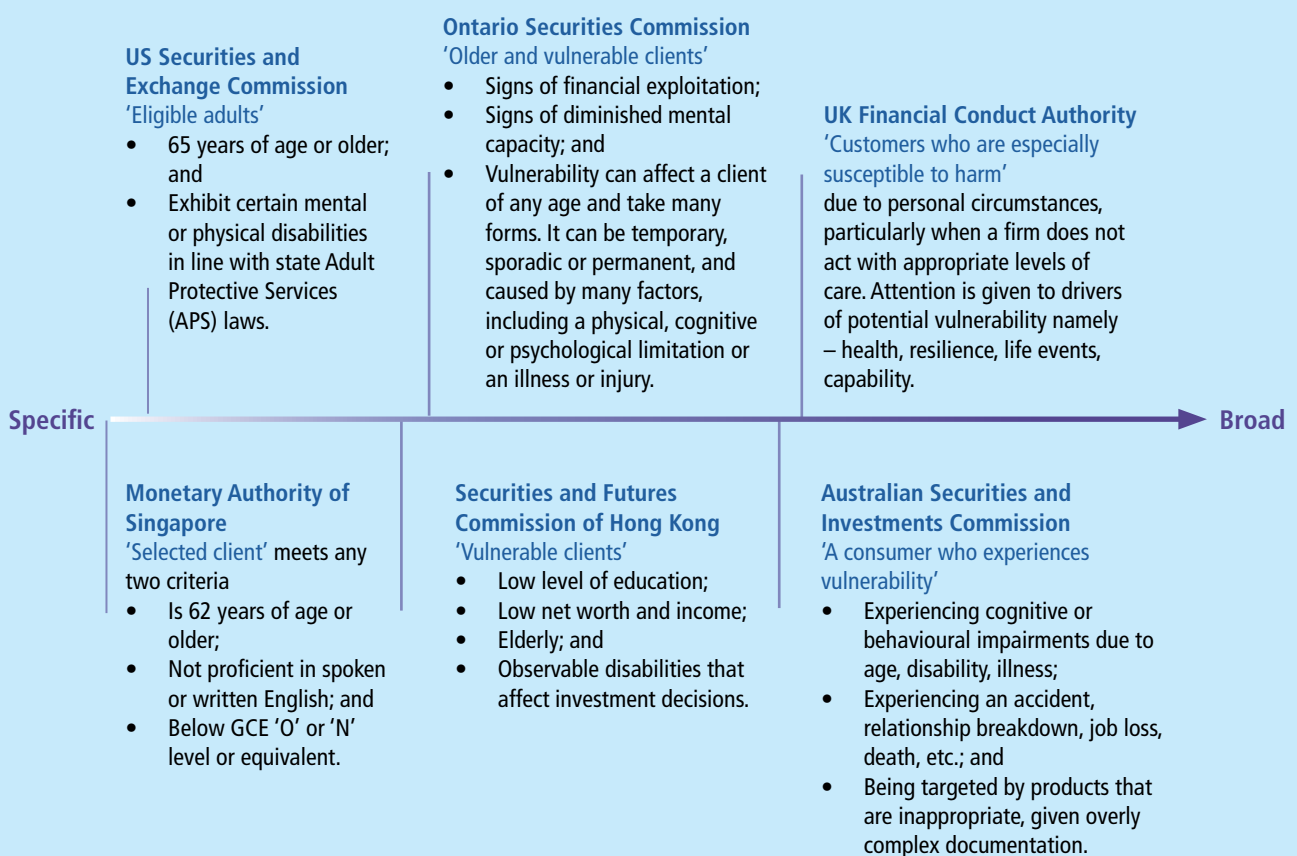 US Securities and
Exchange Commission
‘Eligible adults’
• 65 years of age or older;
and
• Exhibit certain mental
or physical disabilities
in line with state Adult
Protective Services
(APS) laws.
Ontario Securities Commission
‘Older and vulnerable clients’
• Signs of financial exploitation;
• Signs of diminished mental
capacity; and
• Vulnerability can affect a client
of any age and take many
forms. It can be temporary,
sporadic or permanent, and
caused by many factors,
including a physical, cognitive
or psychological limitation or
an illness or injury.
UK Financial Conduct Authority
‘Customers who are especially
susceptible to harm’
due to personal circumstances,
particularly when a firm does not
act with appropriate levels of
care. Attention is given to drivers
of potential vulnerability namely
– health, resilience, life events,
capability.
Specific
Broad
Monetary Authority of
Singapore
‘Selected client’ meets any
two criteria
• Is 62 years of age or
older;
• Not proficient in spoken
or written English; and
• Below GCE ‘O’ or ‘N’
level or equivalent.
Securities and Futures
Commission of Hong Kong
‘Vulnerable clients’
• Low level of education;
• Low net worth and income;
• Elderly; and
• Observable disabilities that
affect investment decisions.
Australian Securities and
Investments Commission
‘A consumer who experiences
vulnerability’
• Experiencing cognitive or
behavioural impairments due to
age, disability, illness;
• Experiencing an accident,
relationship breakdown, job loss,
death, etc.; and
• Being targeted by products that
are inappropriate, given overly
complex documentation.